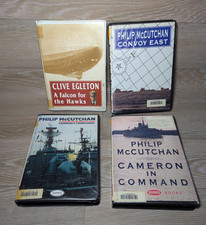 CLIVE EGLETON
A Falcon for
the Hawks
PHILIP McCUTCHAN
CONVOY EAST
PHILIP McCUTCHAN
PHILIP
McCUTCHAN
CAMERON
IN
COMMAND